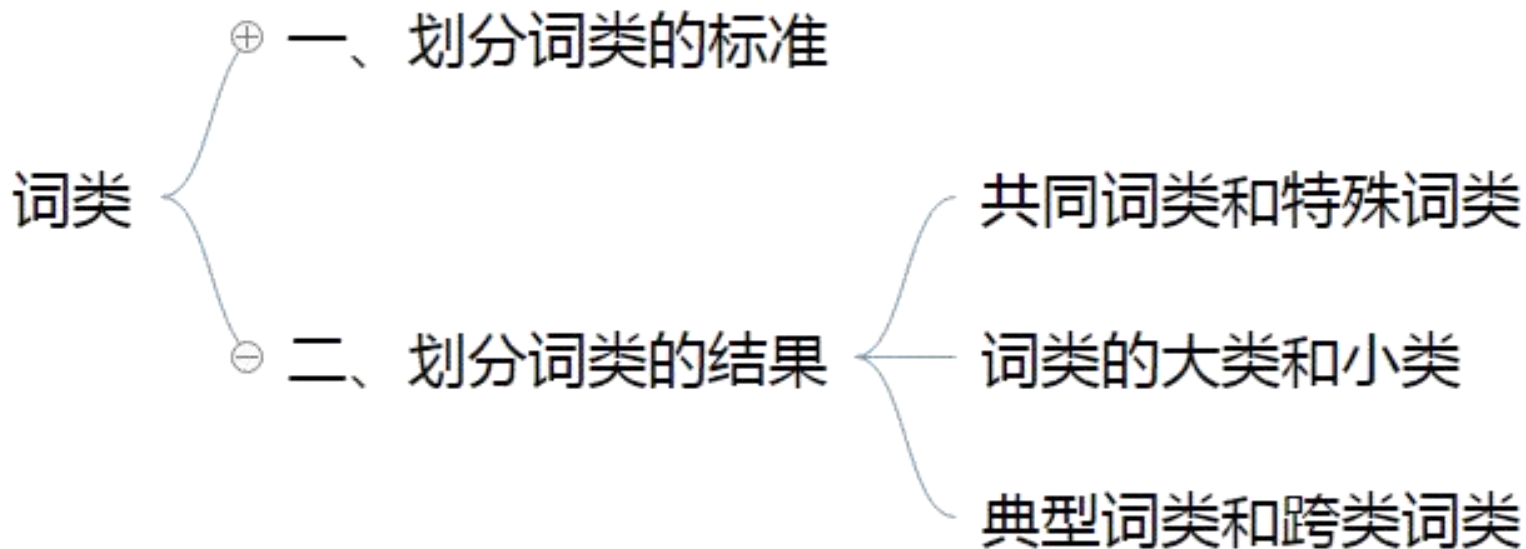 词类
一、划分词类的标准
二、划分词类的结果
共同词类和特殊词类
词类的大类和小类
典型词类和跨类词类